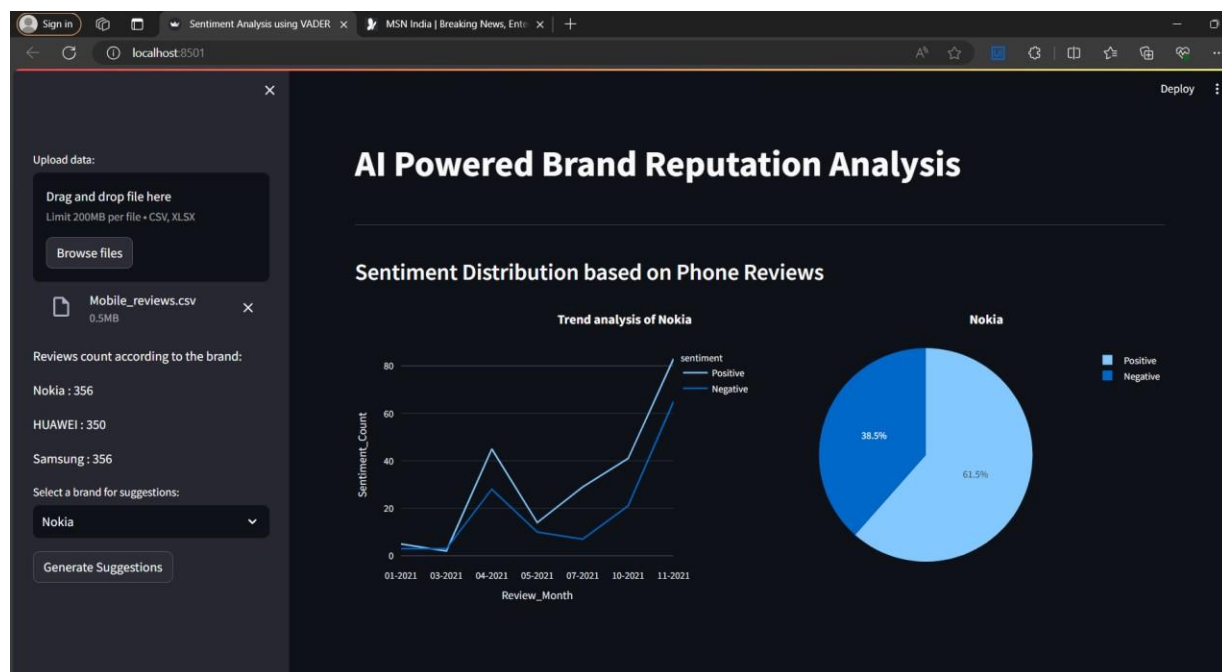 Sign in
Sentiment Analysis using VADER
MSN India | Breaking News, Ente
localhost:8501
Deploy
Upload data:
Drag and drop file here
Limit 200MB per file • CSV, XLSX
Browse files
Mobile_reviews.csv
0.5MB
Reviews count according to the brand:
Nokia : 356
HUAWEI : 350
Samsung : 356
Select a brand for suggestions:
Nokia
Generate Suggestions
AI Powered Brand Reputation Analysis
Sentiment Distribution based on Phone Reviews
Trend analysis of Nokia
sentiment
Positive
Negative
80
60
40
20
0
Sentiment_Count
01-2021 03-2021 04-2021 05-2021 07-2021 10-2021 11-2021
Review_Month
Nokia
Positive
Negative
38.5%
61.5%